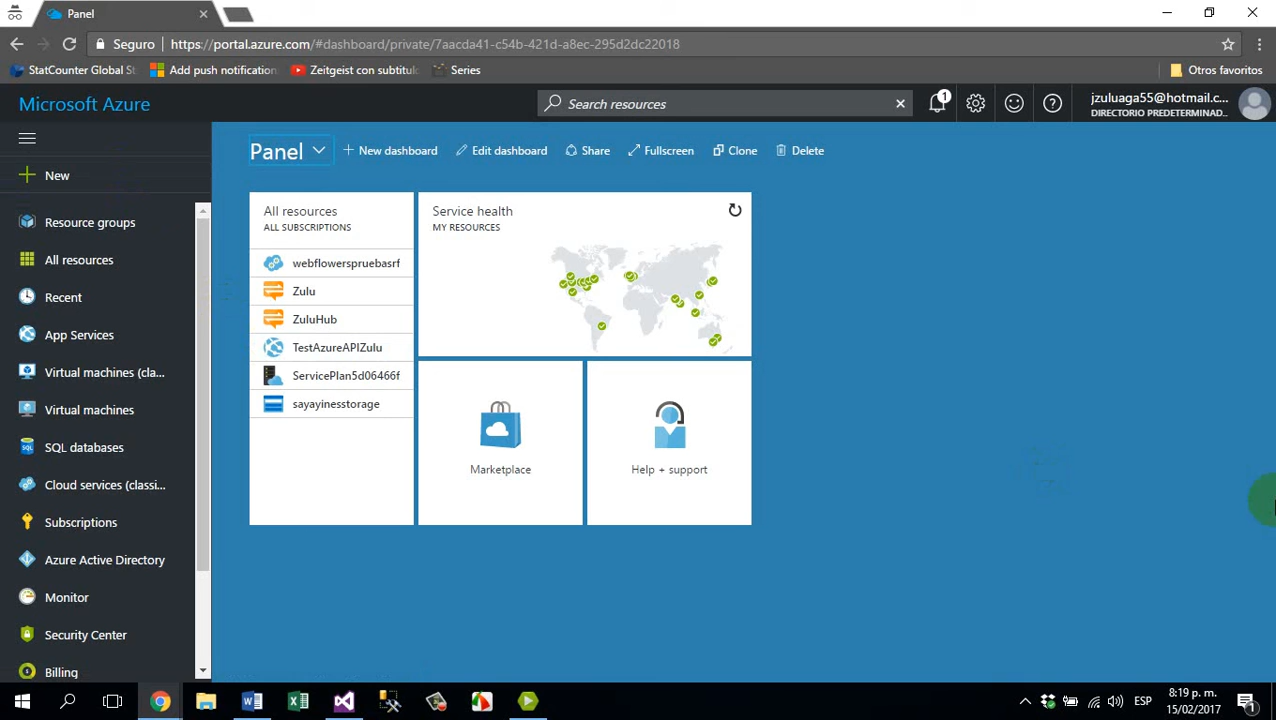 Panel
Seguro
https://portal.azure.com/#dashboard/private/7aacda41-c54b-421d-a8ec-295d2dc22018
StatCounter Global St
Add push notification
Zeitgeist con subtitul
Series
Otros favoritos
Microsoft Azure
Search resources
1
jzuluaga55@hotmail.c...
DIRECTORIO PREDETERMINAD...
Panel
New dashboard
Edit dashboard
Share
Fullscreen
Clone
Delete
New
Resource groups
All resources
Recent
App Services
Virtual machines (cla...
Virtual machines
SQL databases
Cloud services (classi...
Subscriptions
Azure Active Directory
Monitor
Security Center
Billing
All resources
ALL SUBSCRIPTIONS
webflowerspruebasrf
Zulu
ZuluHub
TestAzureAPIZulu
ServicePlan5d06466f
sayayinesstorage
Service health
MY RESOURCES
Marketplace
Help + support
ESP
8:19 p. m.
15/02/2017
1